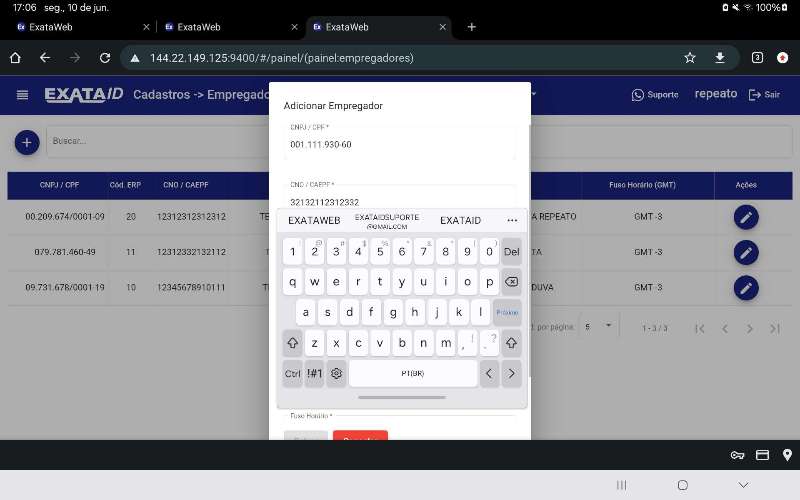 17:06 seg., 10 de jun. 100%
ExataWeb ExataWeb ExataWeb
144.22.149.125:9400/#/painel/(painel:empregadores) 3
EXATAID Cadastros -> Empregado Suporte repeato Sair
Adicionar Empregador
CNPJ / CPF *
001.111.930-60
Buscar...
CNO / CAEPF *
32132112312332
CNPJ / CPF Cód. ERP CNO / CAEPF Fuso Horário (GMT) Ações
00.209.674/0001-09 20 12312312312312 TE A REPEATO GMT -3
079.781.460-49 11 12312332132112 TA GMT -3
09.731.678/0001-19 10 12345678910111 DUVA GMT -3
por página: 5 1 - 3 / 3
EXATAWEB EXATAIDSUPORTE@GMAIL.COM EXATAID ...
1 2 3 4 5 6 7 8 9 0 Del
q w e r t y u i o p
a s d f g h j k l Próximo
z x c v b n m , ! . ?
Ctrl !#1 PT(BR) < >
Fuso Horário *